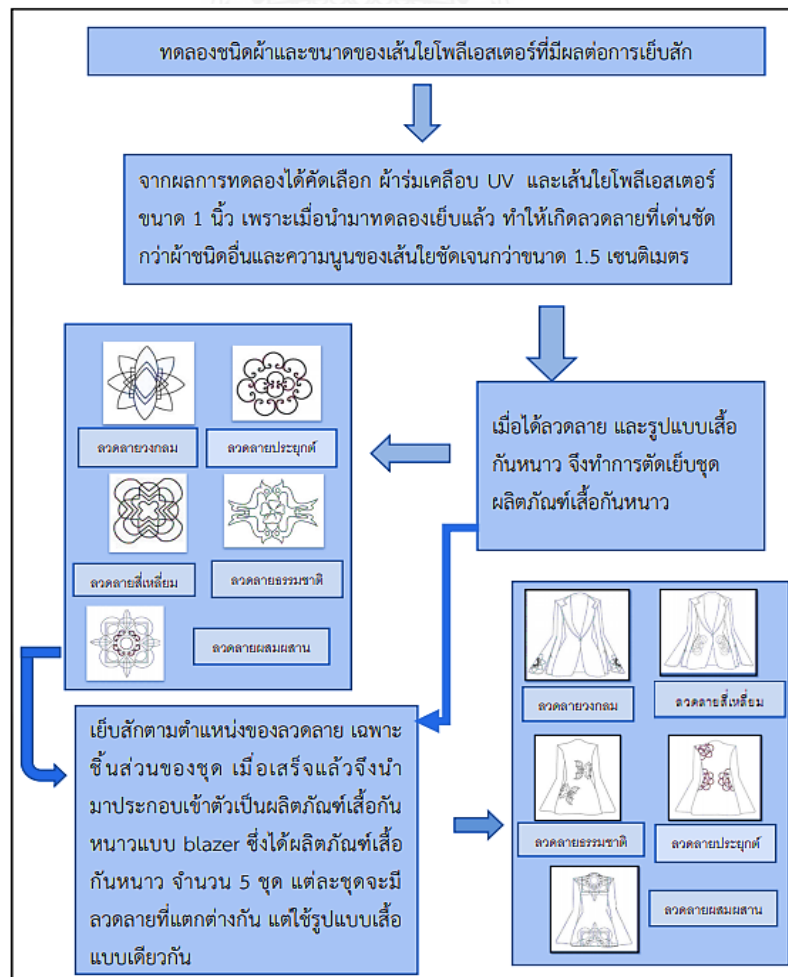 ทดลองชนิดผ้าและขนาดของเส้นใยโพลีเอสเตอร์ที่มีผลต่อการเย็บสัก
จากผลการทดลองได้คัดเลือก ผ้าร่มเคลือบ UV และเส้นใยโพลีเอสเตอร์
ขนาด 1 นิ้ว เพราะเมื่อนำมาทดลองเย็บแล้ว ทำให้เกิดลวดลายที่เด่นชัด
กว่าผ้าชนิดอื่นและความนูนของเส้นใยชัดเจนกว่าขนาด 1.5 เซนติเมตร
เมื่อได้ลวดลาย และรูปแบบเสื้อ
กันหนาว จึงทำการตัดเย็บชุด
ผลิตภัณฑ์เสื้อกันหนาว
ลวดลายวงกลม
ลวดลายประยุกต์
ลวดลายสี่เหลี่ยม
ลวดลายธรรมชาติ
ลวดลายผสมผสาน
เย็บสักตามตำแหน่งของลวดลาย เฉพาะ
ชิ้นส่วนของชุด เมื่อเสร็จแล้วจึงนำ
มาประกอบเข้าตัวเป็นผลิตภัณฑ์เสื้อกัน
หนาวแบบ blazer ซึ่งได้ผลิตภัณฑ์เสื้อ
กันหนาว จำนวน 5 ชุด แต่ละชุดจะมี
ลวดลายที่แตกต่างกัน แต่ใช้รูปแบบเสื้อ
แบบเดียวกัน
ลวดลายวงกลม
ลวดลายสี่เหลี่ยม
ลวดลายธรรมชาติ
ลวดลายประยุกต์
ลวดลายผสมผสาน